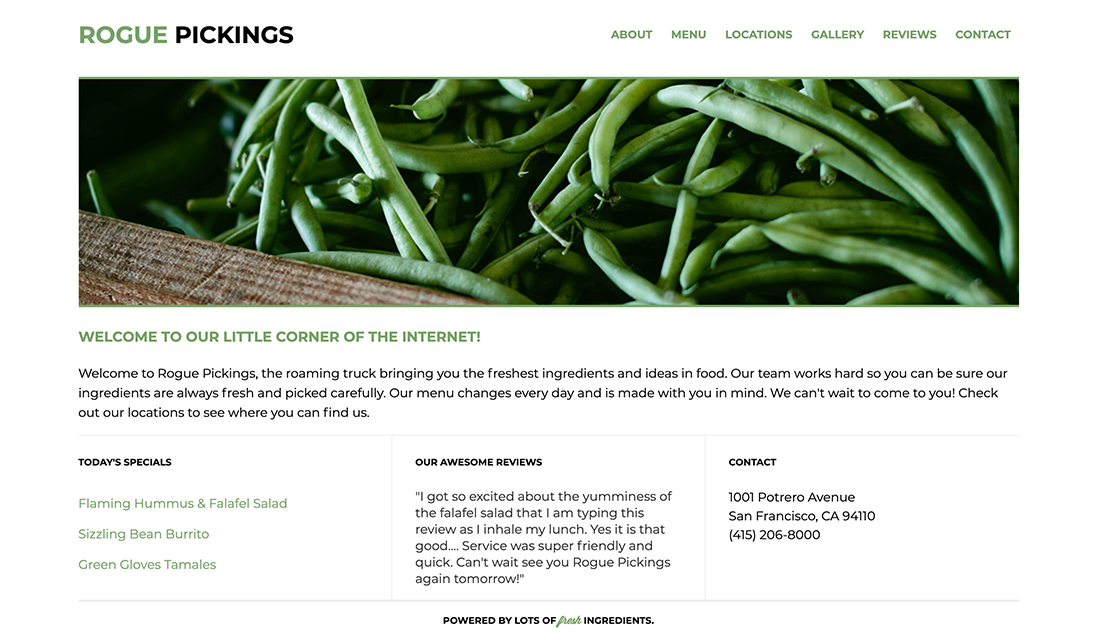 ROGUE PICKINGS
ABOUT MENU LOCATIONS GALLERY REVIEWS CONTACT
WELCOME TO OUR LITTLE CORNER OF THE INTERNET!
Welcome to Rogue Pickings, the roaming truck bringing you the freshest ingredients and ideas in food. Our team works hard so you can be sure our
ingredients are always fresh and picked carefully. Our menu changes every day and is made with you in mind. We can't wait to come to you! Check
out our locations to see where you can find us.
TODAY'S SPECIALS
Flaming Hummus & Falafel Salad
Sizzling Bean Burrito
Green Gloves Tamales
OUR AWESOME REVIEWS
"I got so excited about the yumminess of
the falafel salad that I am typing this
review as I inhale my lunch. Yes it is that
good.... Service was super friendly and
quick. Can't wait see you Rogue Pickings
again tomorrow!"
CONTACT
1001 Potrero Avenue
San Francisco, CA 94110
(415) 206-8000
POWERED BY LOTS OF fresh INGREDIENTS.